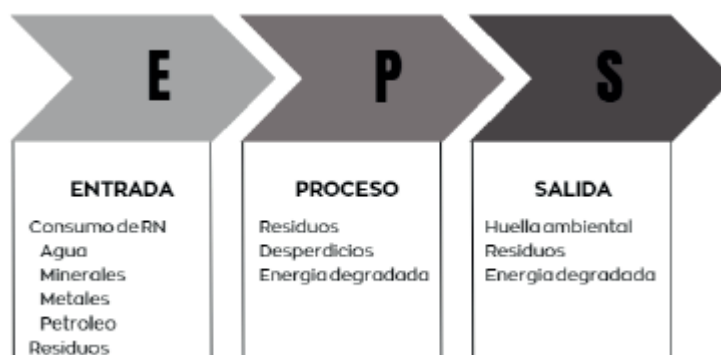 E
P
S
ENTRADA
Consumo de RN
Agua
Minerales
Metales
Petroleo
Residuos
PROCESO
Residuos
Desperdicios
Energia degradada
SALIDA
Huella ambiental
Residuos
Energia degradada